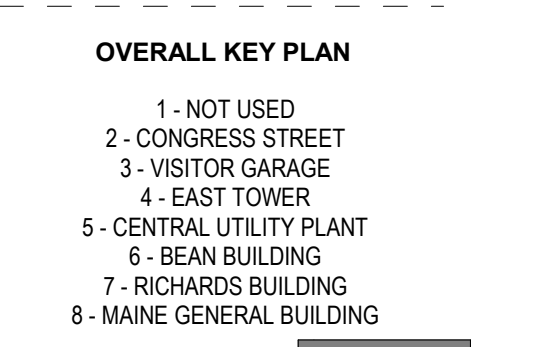 OVERALL KEY PLAN
1 - NOT USED
2 - CONGRESS STREET
3 - VISITOR GARAGE
4 - EAST TOWER
5 - CENTRAL UTILITY PLANT
6 - BEAN BUILDING
7 - RICHARDS BUILDING
8 - MAINE GENERAL BUILDING